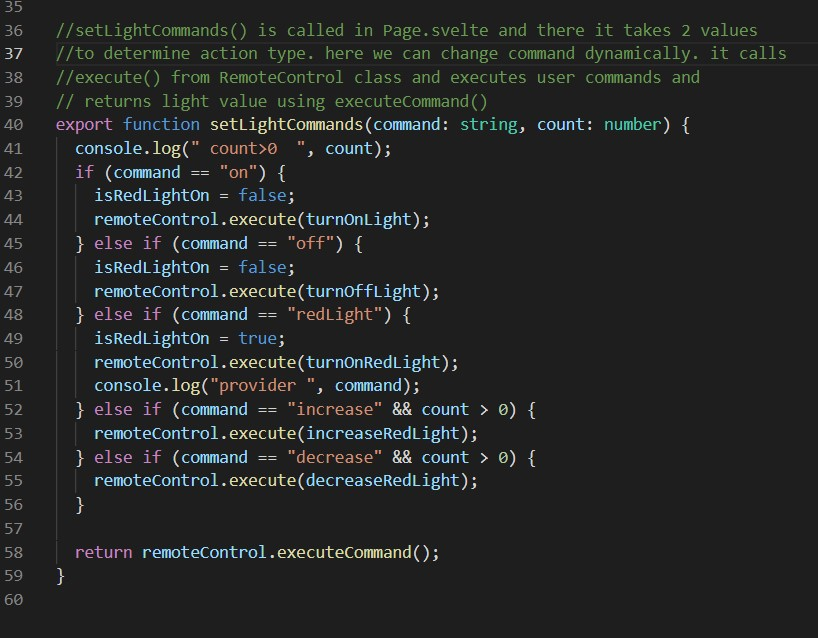 35
36 //setLightCommands() is called in Page.svelte and there it takes 2 values
37 //to determine action type. here we can change command dynamically. it calls
38 //execute() from RemoteControl class and executes user commands and
39 // returns light value using executeCommand()
40 export function setLightCommands(command: string, count: number) {
41   console.log(" count>0  ", count);
42   if (command == "on") {
43     isRedLightOn = false;
44     remoteControl.execute(turnOnLight);
45   } else if (command == "off") {
46     isRedLightOn = false;
47     remoteControl.execute(turnOffLight);
48   } else if (command == "redLight") {
49     isRedLightOn = true;
50     remoteControl.execute(turnOnRedLight);
51     console.log("provider ", command);
52   } else if (command == "increase" && count > 0) {
53     remoteControl.execute(increaseRedLight);
54   } else if (command == "decrease" && count > 0) {
55     remoteControl.execute(decreaseRedLight);
56   }
57
58   return remoteControl.executeCommand();
59 }
60